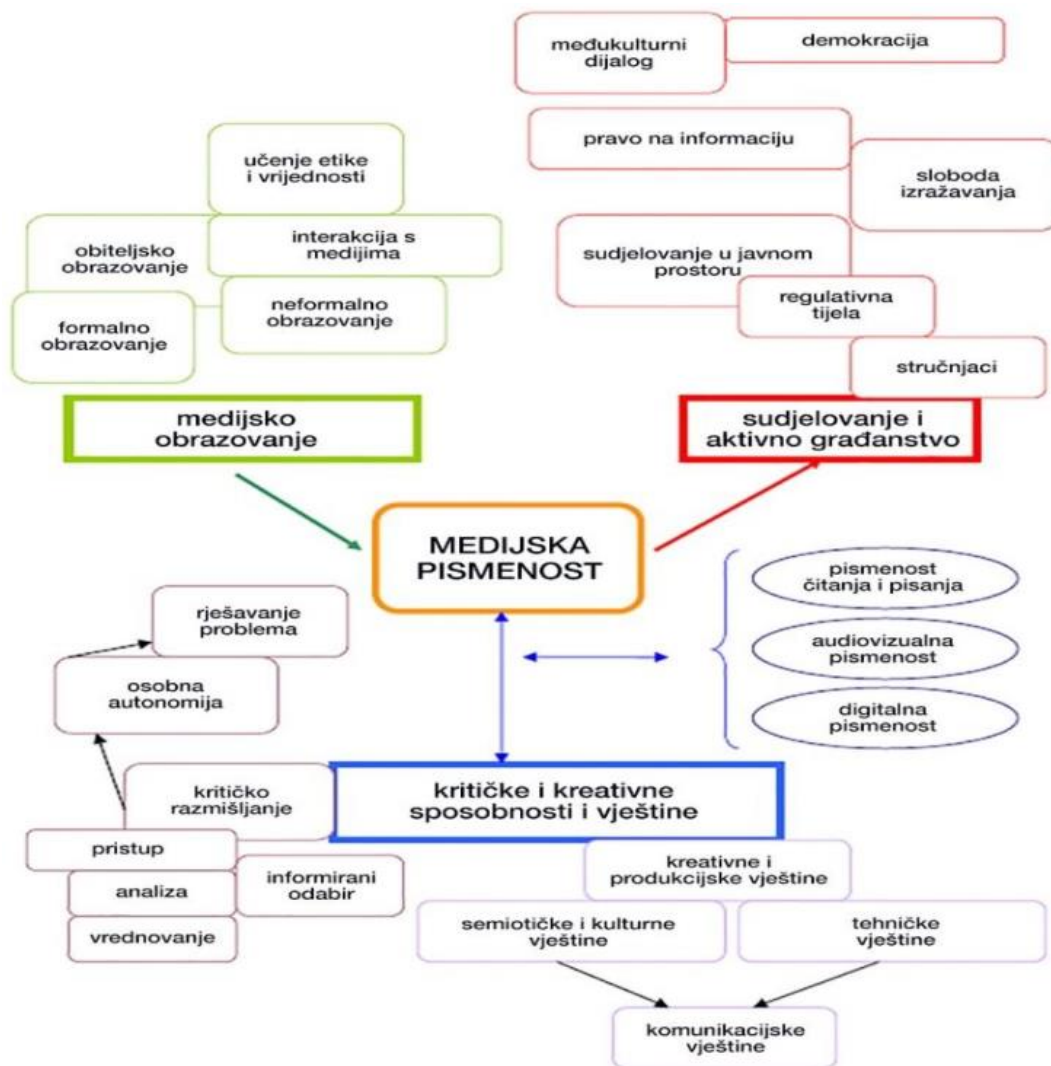 međukulturni
dijalog
demokracija
pravo na informaciju
učenje etike
i vrijednosti
sloboda
izražavanja
interakcija s
medijima
obiteljsko
obrazovanje
sudjelovanje u javnom
prostoru
neformalno
obrazovanje
regulativna
tijela
formalno
obrazovanje
stručnjaci
medijsko
obrazovanje
sudjelovanje i
aktivno građanstvo
MEDIJSKA
PISMENOST
pismenost
čitanja i pisanja
audiovizualna
pismenost
digitalna
pismenost
rješavanje
problema
osobna
autonomija
kritičko
razmišljanje
kritičke i kreativne
sposobnosti i vještine
pristup
analiza
informirani
odabir
vrednovanje
kreativne i
produkcijske vještine
semiotičke i kulturne
vještine
tehničke
vještine
komunikacijske
vještine